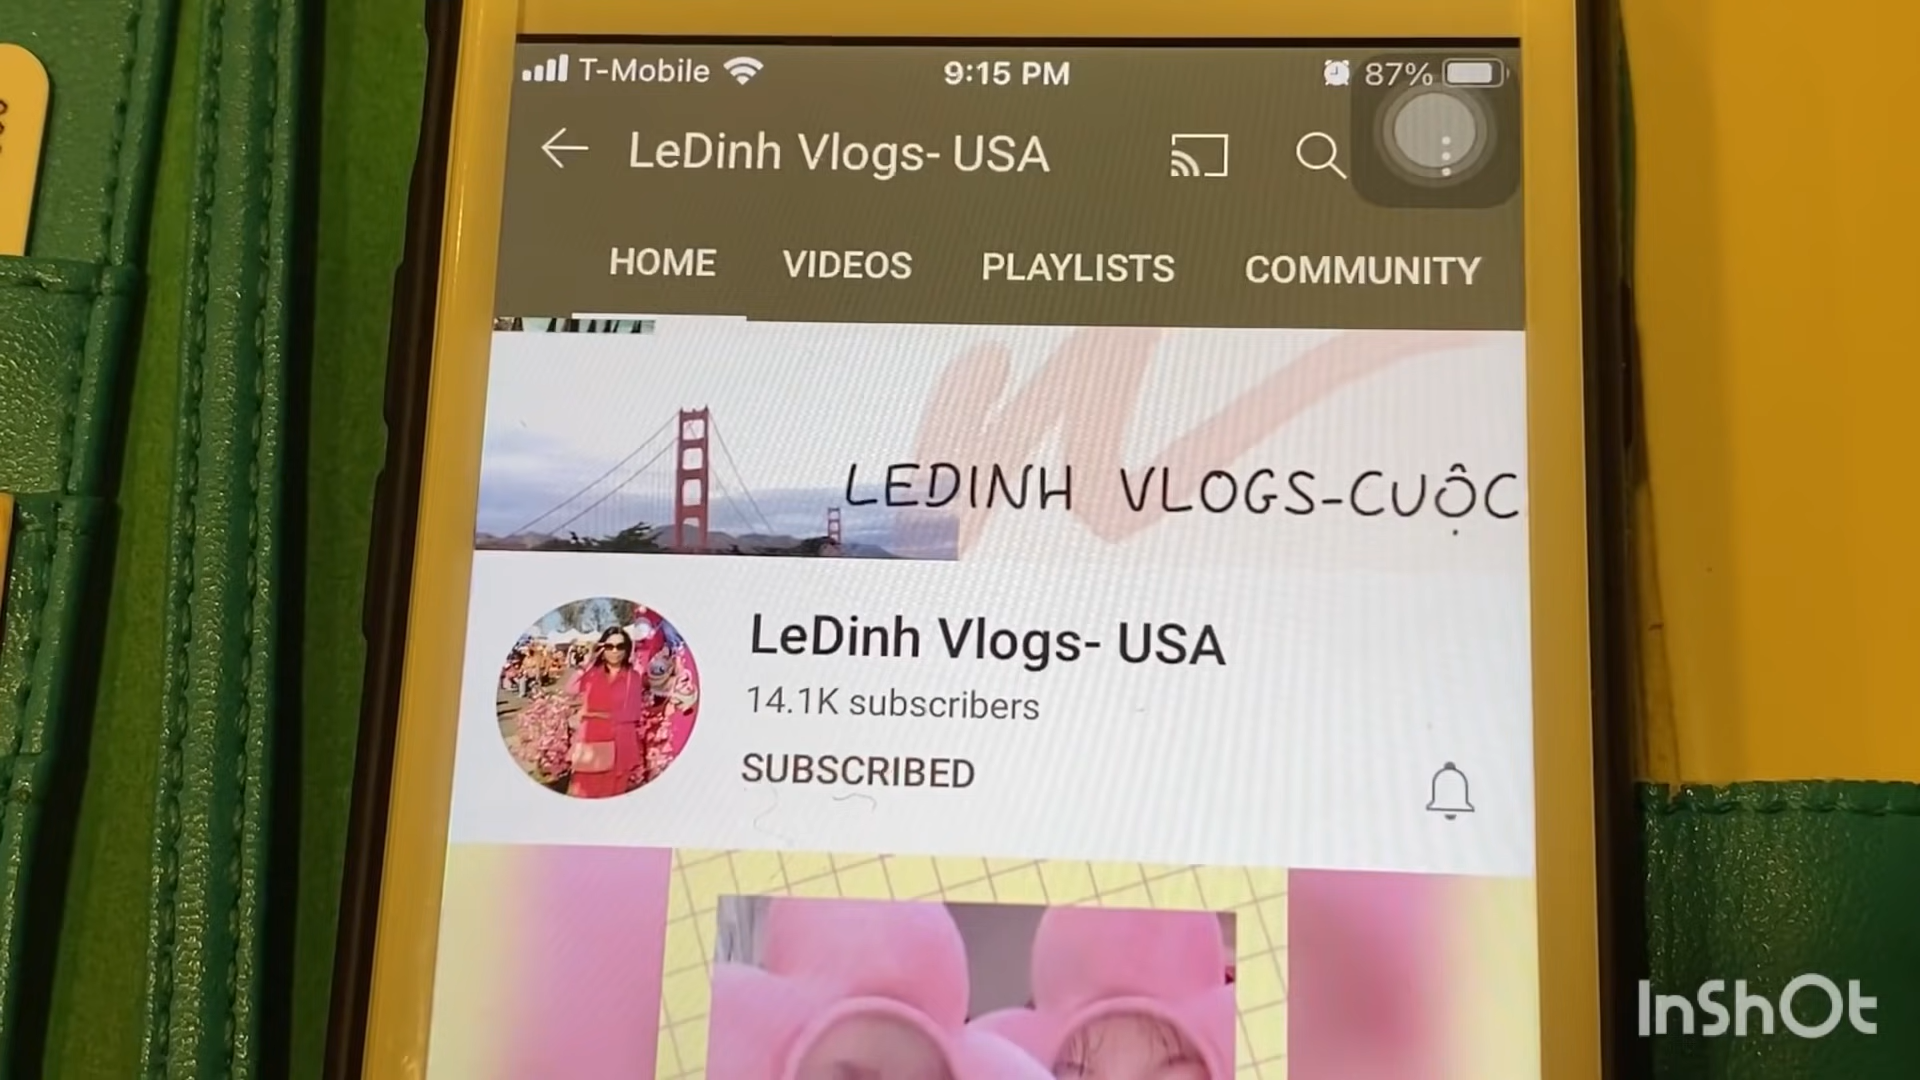 T-Mobile 9:15 PM 87%
LeDinh Vlogs- USA
HOME VIDEOS PLAYLISTS COMMUNITY
LEDINH VLOGS-CUỘC
LeDinh Vlogs- USA
14.1K subscribers
SUBSCRIBED
InShOt